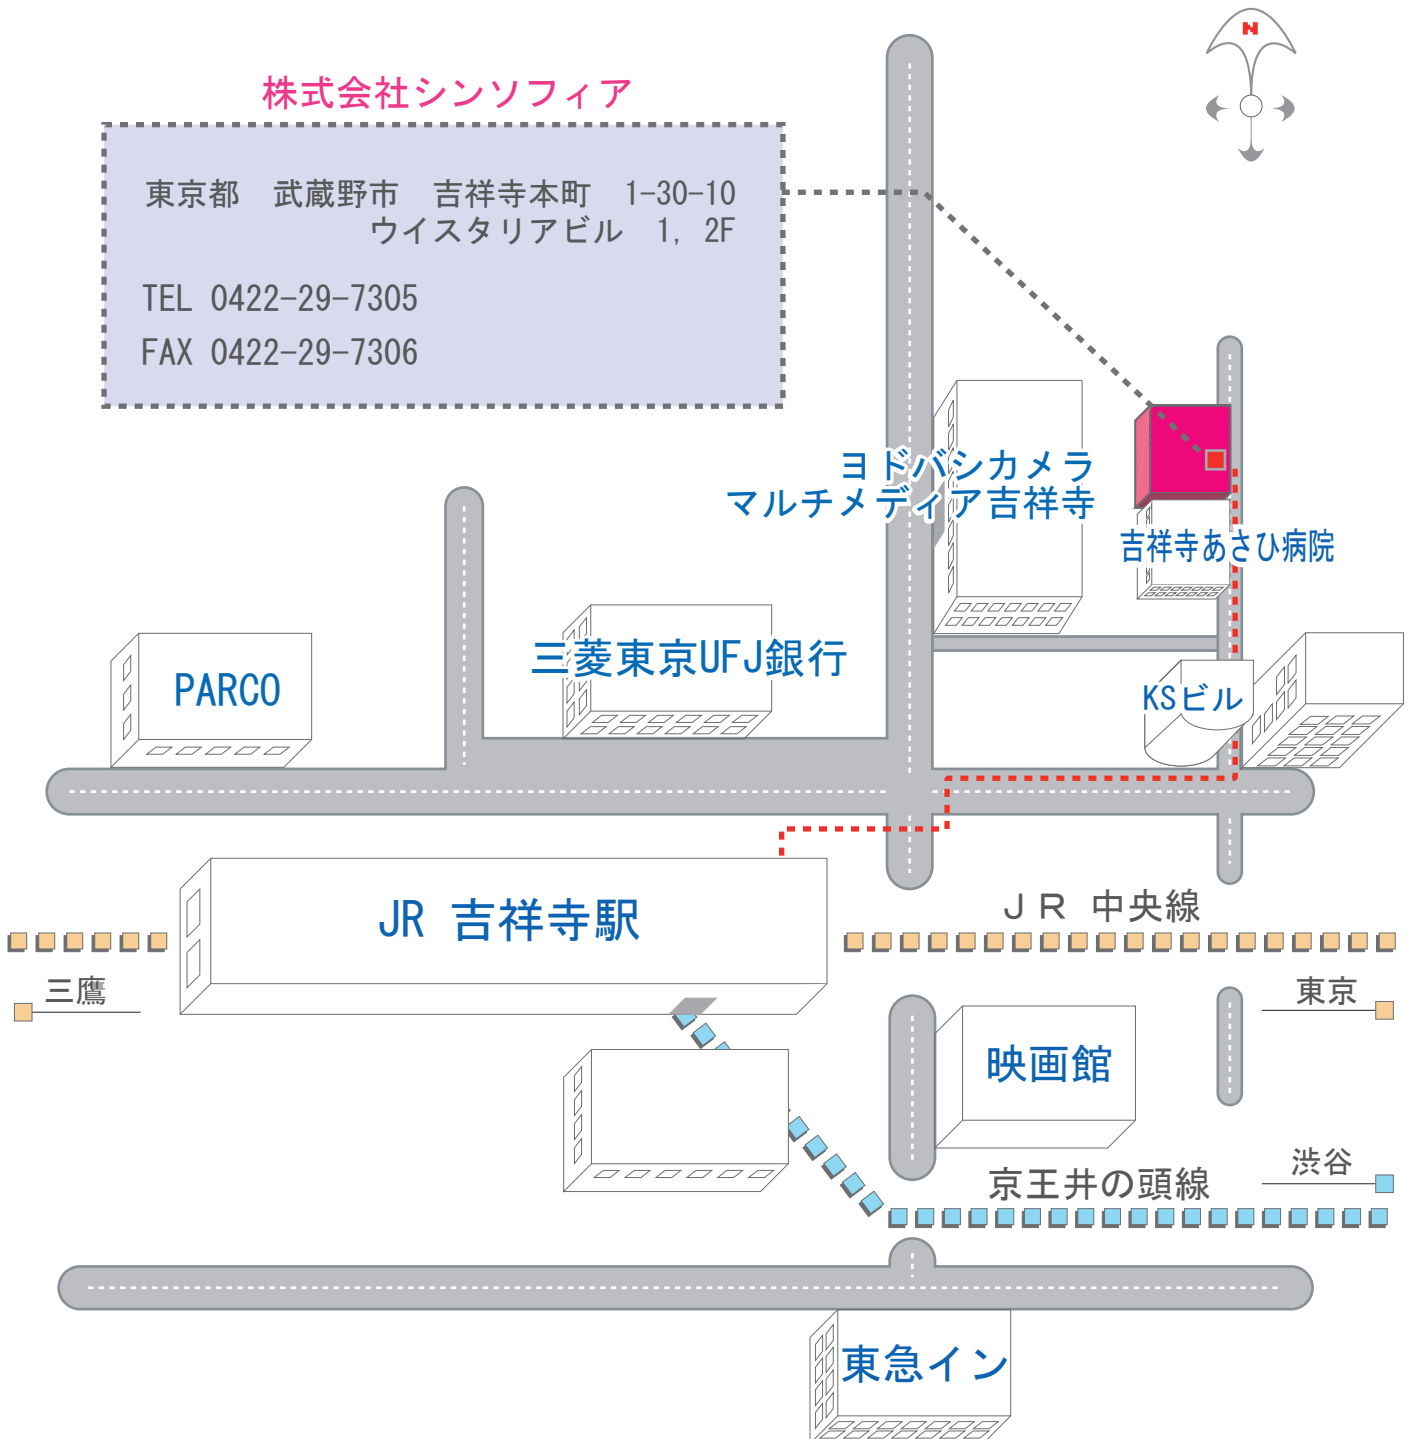 N
株式会社シンソフィア
東京都　武蔵野市　吉祥寺本町　1-30-10
ウイスタリアビル　1, 2F
TEL 0422-29-7305
FAX 0422-29-7306
ヨドバシカメラ
マルチメディア吉祥寺
吉祥寺あさひ病院
三菱東京UFJ銀行
PARCO
KSビル
JR 吉祥寺駅
ＪＲ 中央線
三鷹
東京
映画館
渋谷
京王井の頭線
東急イン